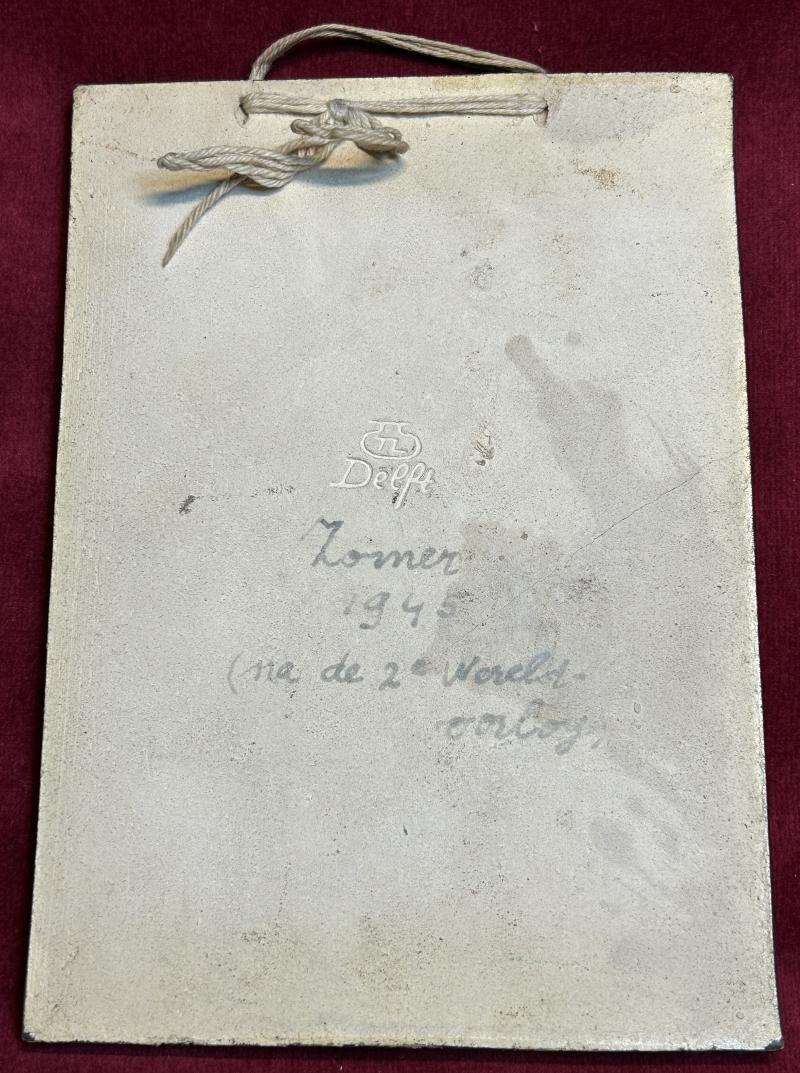 Delft
Zomer
1945
(na de 2e Wereld-
oorlog)